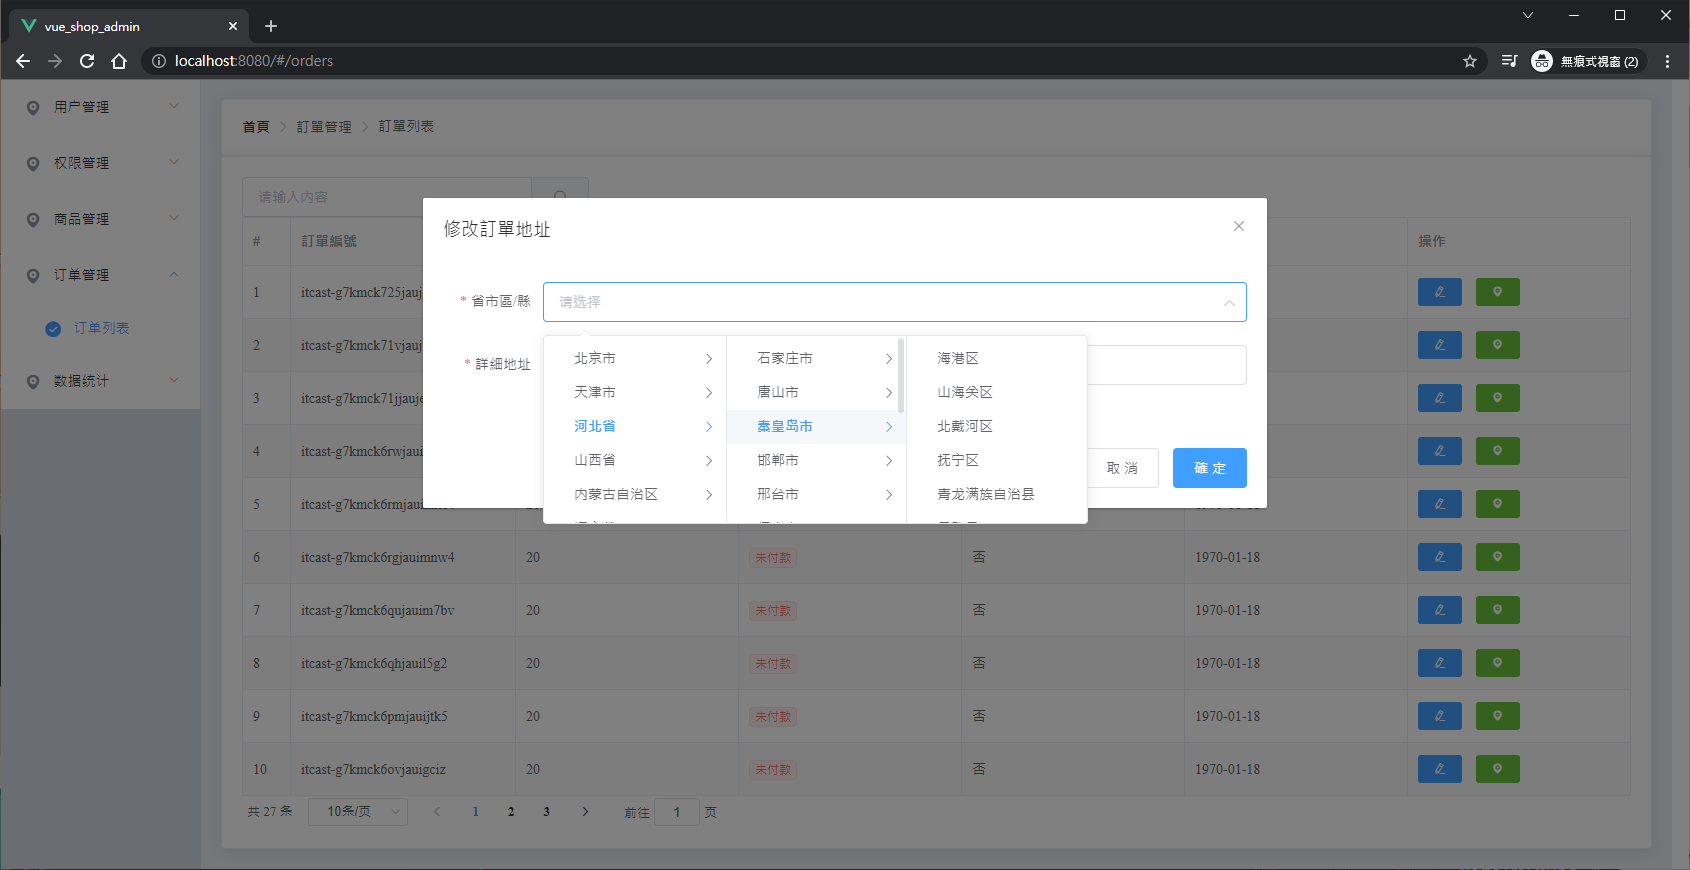 vue_shop_admin
localhost:8080/#/orders
無痕式視窗 (2)
用户管理
权限管理
商品管理
订单管理
订单列表
数据统计
首頁 訂單管理 訂單列表
请输入内容
# 訂單編號 操作
修改訂單地址
* 省市區/縣 请选择
* 詳細地址
北京市 石家庄市 海港区
天津市 唐山市 山海关区
河北省 秦皇岛市 北戴河区
山西省 邯郸市 抚宁区
内蒙古自治区 邢台市 青龙满族自治县
取消 確定
1 itcast-g7kmck725jauj
2 itcast-g7kmck71vjauj
3 itcast-g7kmck71jjauje
4 itcast-g7kmck6rwjaui
5 itcast-g7kmck6rmjaui
6 itcast-g7kmck6rgjauimnw4 20 未付款 否 1970-01-18
7 itcast-g7kmck6qujauim7bv 20 未付款 否 1970-01-18
8 itcast-g7kmck6qhjauil5g2 20 未付款 否 1970-01-18
9 itcast-g7kmck6pmjauijtk5 20 未付款 否 1970-01-18
10 itcast-g7kmck6ovjauigciz 20 未付款 否 1970-01-18
共 27 条 10条/页 1 2 3 前往 1 页